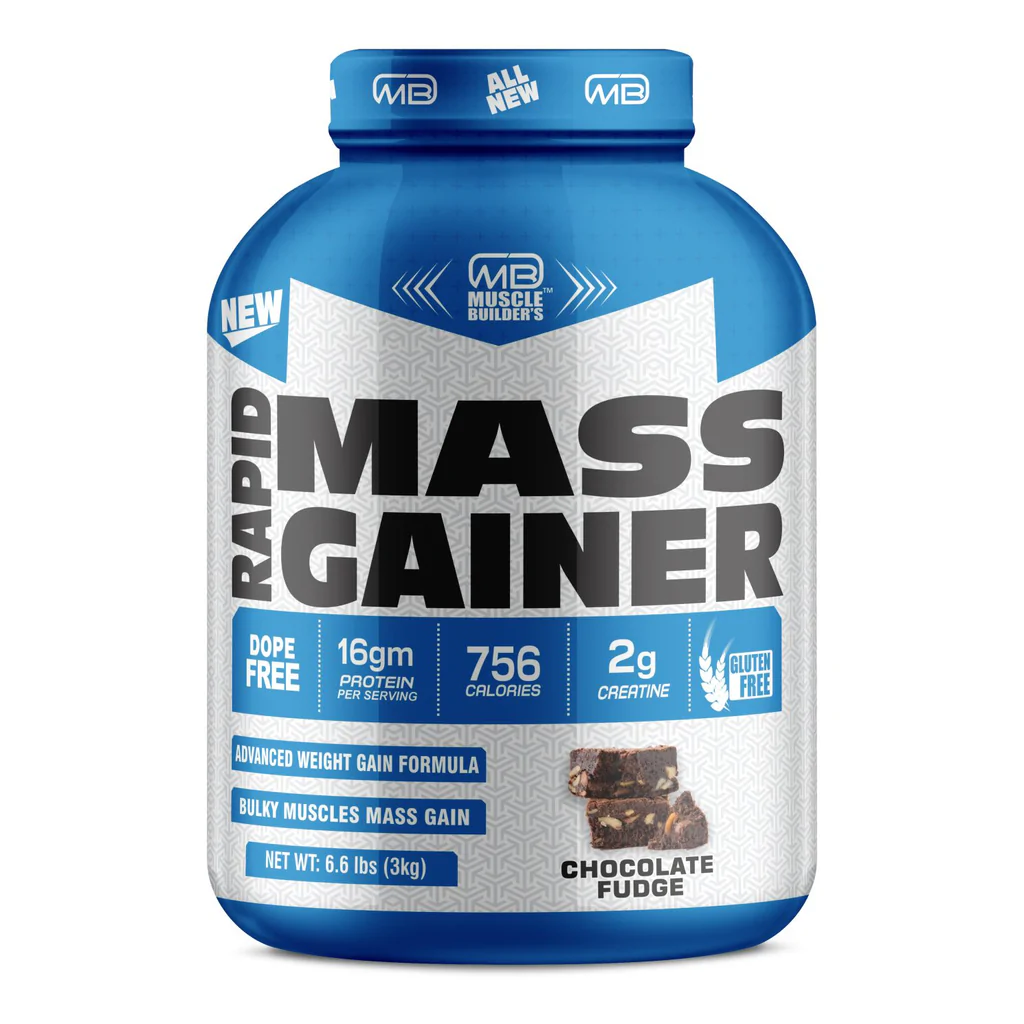 MB
ALL
NEW
MB
MB
MUSCLE™
BUILDER'S
NEW
RAPID
MASS
GAINER
DOPE
FREE
16gm
PROTEIN
PER SERVING
756
CALORIES
2g
CREATINE
GLUTEN
FREE
ADVANCED WEIGHT GAIN FORMULA
BULKY MUSCLES MASS GAIN
NET WT: 6.6 lbs (3kg)
CHOCOLATE
FUDGE